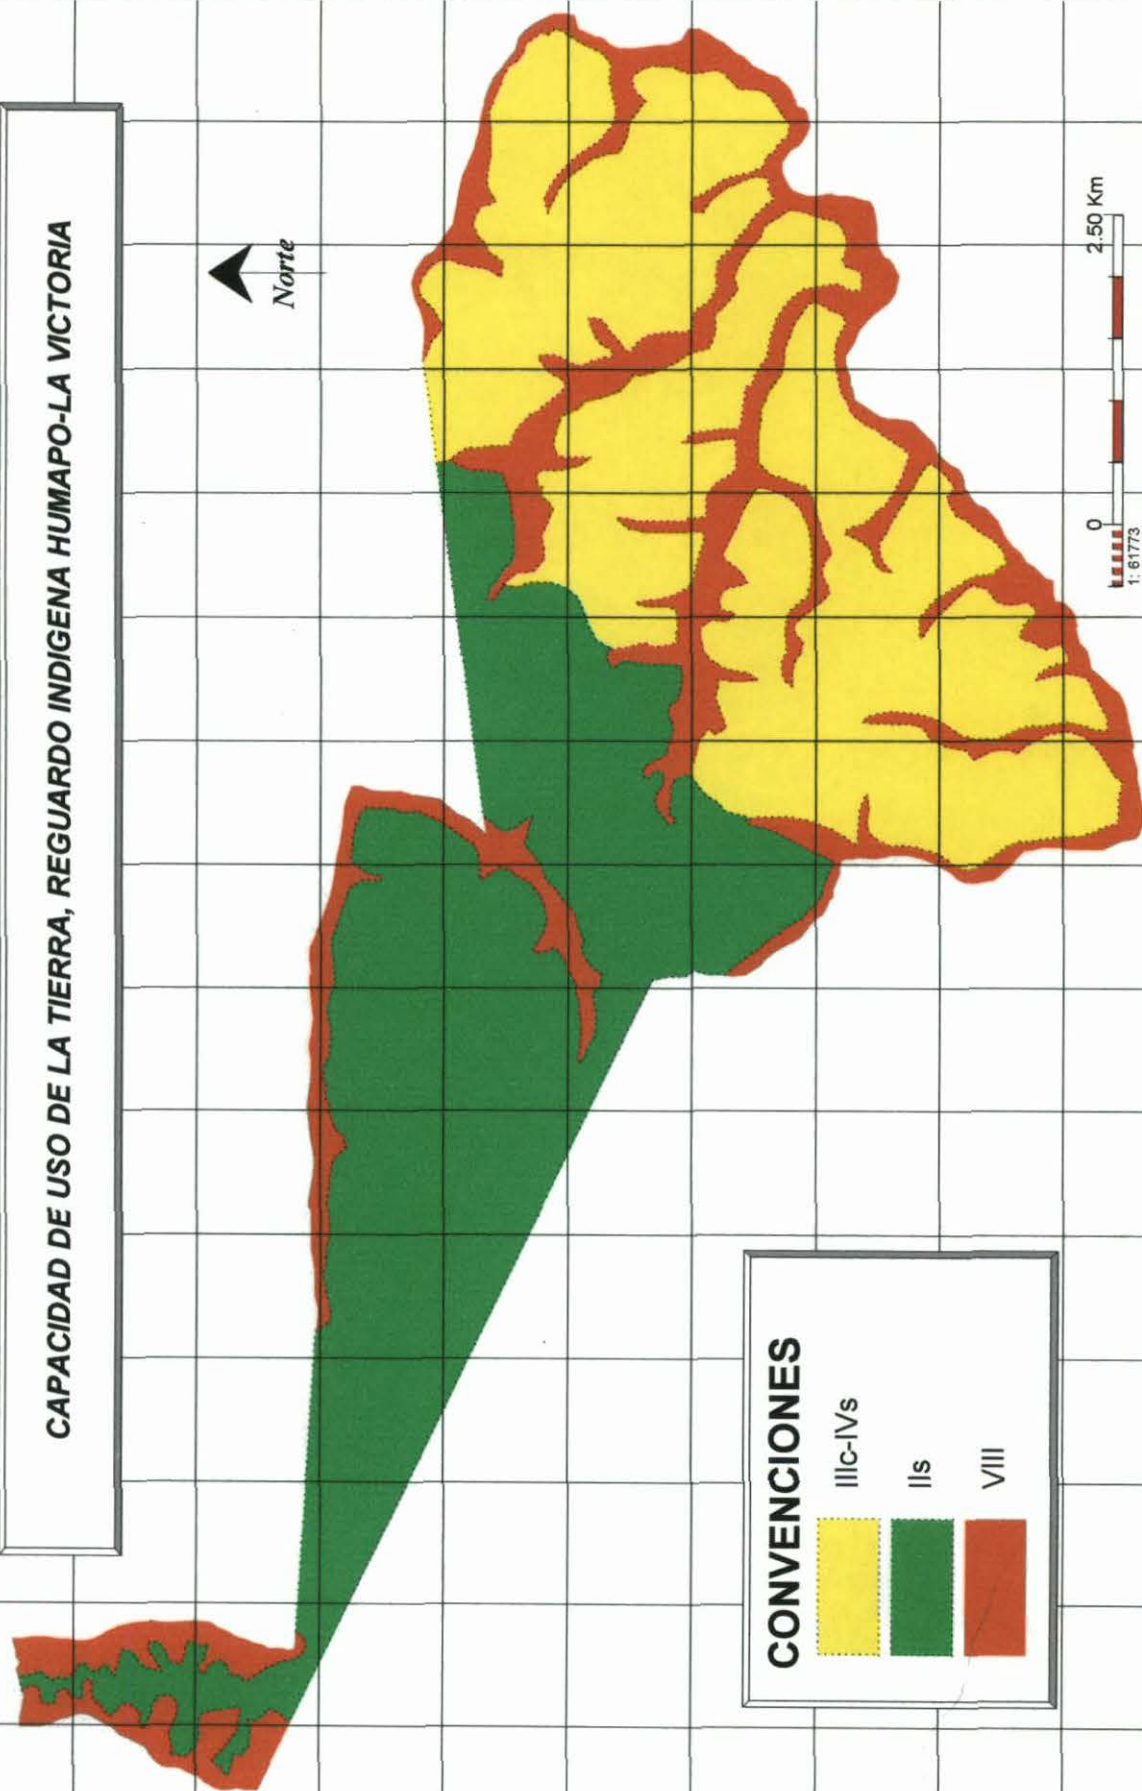 CAPACIDAD DE USO DE LA TIERRA, REGUARDO INDIGENA HUMAPO-LA VICTORIA
Norte
CONVENCIONES
IIIc-IVs
IIs
VIII
0 2.50 Km
1: 61773